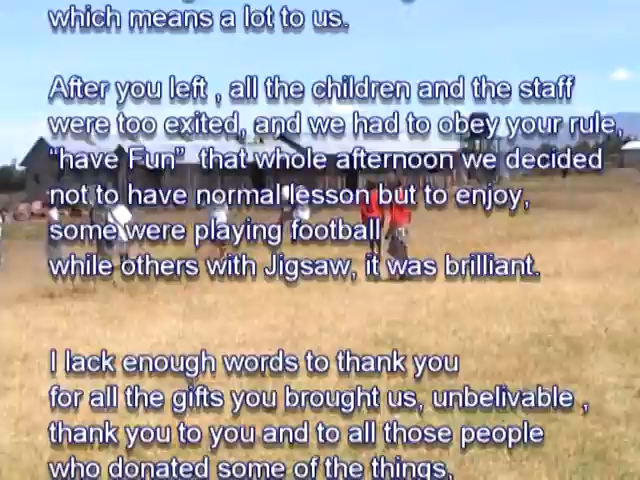 which means a lot to us.
After you left , all the children and the staff
were too exited, and we had to obey your rule,
“have Fun” that whole afternoon we decided
not to have normal lesson but to enjoy,
some were playing football
while others with Jigsaw, it was brilliant.
I lack enough words to thank you
for all the gifts you brought us, unbelivable ,
thank you to you and to all those people
who donated some of the things,